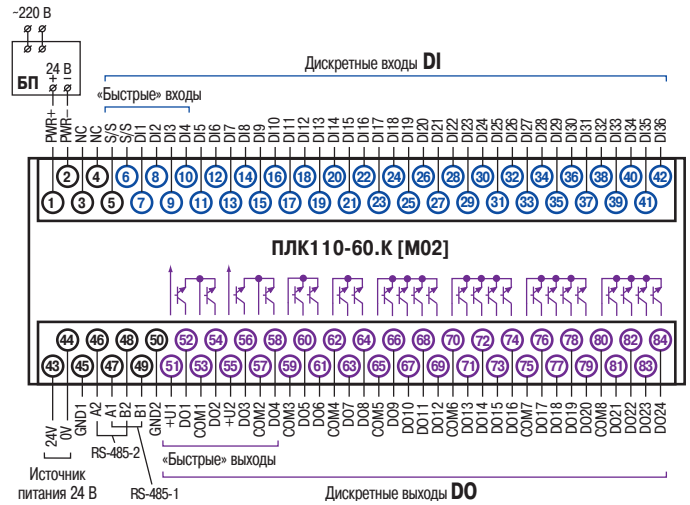 ~220 В
24 В
БП
+ –
Дискретные входы DI
«Быстрые» входы
PWR+ PWR– NC NC S/S S/S DI1 DI2 DI3 DI4 DI5 DI6 DI7 DI8 DI9 DI10 DI11 DI12 DI13 DI14 DI15 DI16 DI17 DI18 DI19 DI20 DI21 DI22 DI23 DI24 DI25 DI26 DI27 DI28 DI29 DI30 DI31 DI32 DI33 DI34 DI35 DI36
2 4 6 8 10 12 14 16 18 20 22 24 26 28 30 32 34 36 38 40 42
1 3 5 7 9 11 13 15 17 19 21 23 25 27 29 31 33 35 37 39 41
ПЛК110-60.К [М02]
44 46 48 50 52 54 56 58 60 62 64 66 68 70 72 74 76 78 80 82 84
43 45 47 49 51 53 55 57 59 61 63 65 67 69 71 73 75 77 79 81 83
24V 0V GND1 A2 A1 B2 B1 GND2 +U1 DO1 COM1 DO2 +U2 DO3 COM2 DO4 COM3 DO5 DO6 COM4 DO7 DO8 COM5 DO9 DO10 DO11 DO12 COM6 DO13 DO14 DO15 DO16 COM7 DO17 DO18 DO19 DO20 COM8 DO21 DO22 DO23 DO24
RS-485-2
«Быстрые» выходы
Источник
питания 24 В
RS-485-1
Дискретные выходы DO